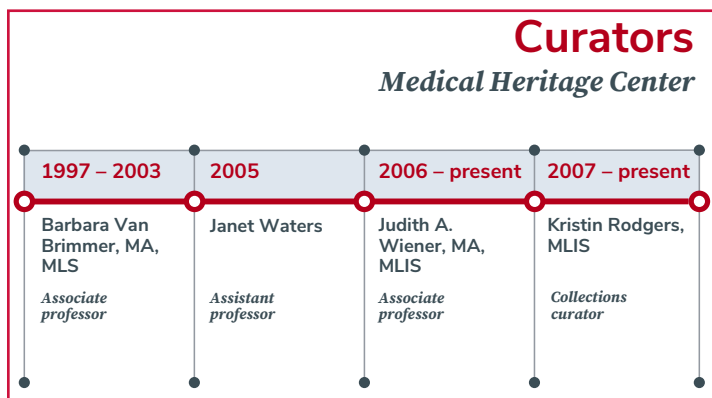 Curators
Medical Heritage Center
1997 – 2003
Barbara Van
Brimmer, MA,
MLS
Associate
professor
2005
Janet Waters
Assistant
professor
2006 – present
Judith A.
Wiener, MA,
MLIS
Associate
professor
2007 – present
Kristin Rodgers,
MLIS
Collections
curator